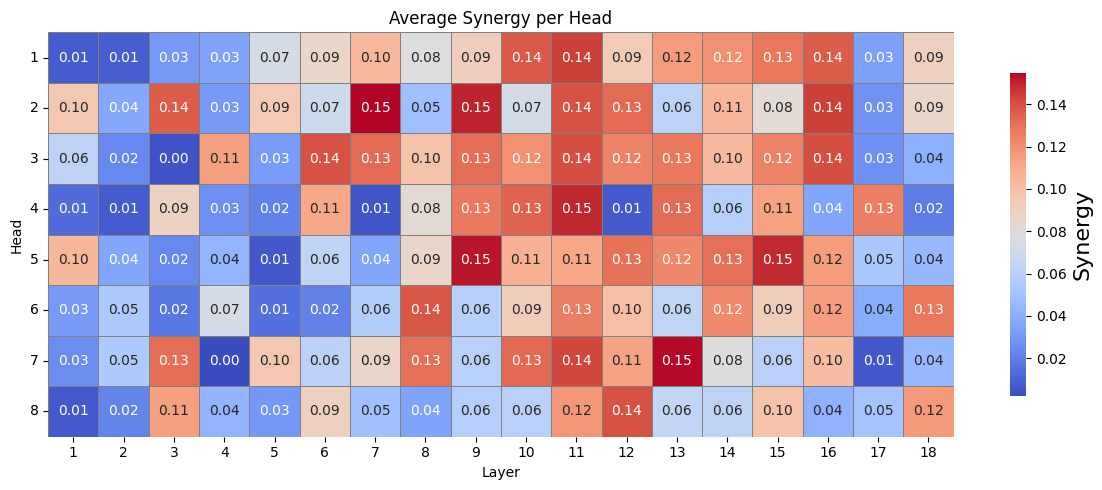 Average Synergy per Head
1 0.01 0.01 0.03 0.03 0.07 0.09 0.10 0.08 0.09 0.14 0.14 0.09 0.12 0.12 0.13 0.14 0.03 0.09
2 0.10 0.04 0.14 0.03 0.09 0.07 0.15 0.05 0.15 0.07 0.14 0.13 0.06 0.11 0.08 0.14 0.03 0.09
3 0.06 0.02 0.00 0.11 0.03 0.14 0.13 0.10 0.13 0.12 0.14 0.12 0.13 0.10 0.12 0.14 0.03 0.04
4 0.01 0.01 0.09 0.03 0.02 0.11 0.01 0.08 0.13 0.13 0.15 0.01 0.13 0.06 0.11 0.04 0.13 0.02
5 0.10 0.04 0.02 0.04 0.01 0.06 0.04 0.09 0.15 0.11 0.11 0.13 0.12 0.13 0.15 0.12 0.05 0.04
6 0.03 0.05 0.02 0.07 0.01 0.02 0.06 0.14 0.06 0.09 0.13 0.10 0.06 0.12 0.09 0.12 0.04 0.13
7 0.03 0.05 0.13 0.00 0.10 0.06 0.09 0.13 0.06 0.13 0.14 0.11 0.15 0.08 0.06 0.10 0.01 0.04
8 0.01 0.02 0.11 0.04 0.03 0.09 0.05 0.04 0.06 0.06 0.12 0.14 0.06 0.06 0.10 0.04 0.05 0.12
1 2 3 4 5 6 7 8 9 10 11 12 13 14 15 16 17 18
Layer
Head
0.14
0.12
0.10
0.08
0.06
0.04
0.02
Synergy